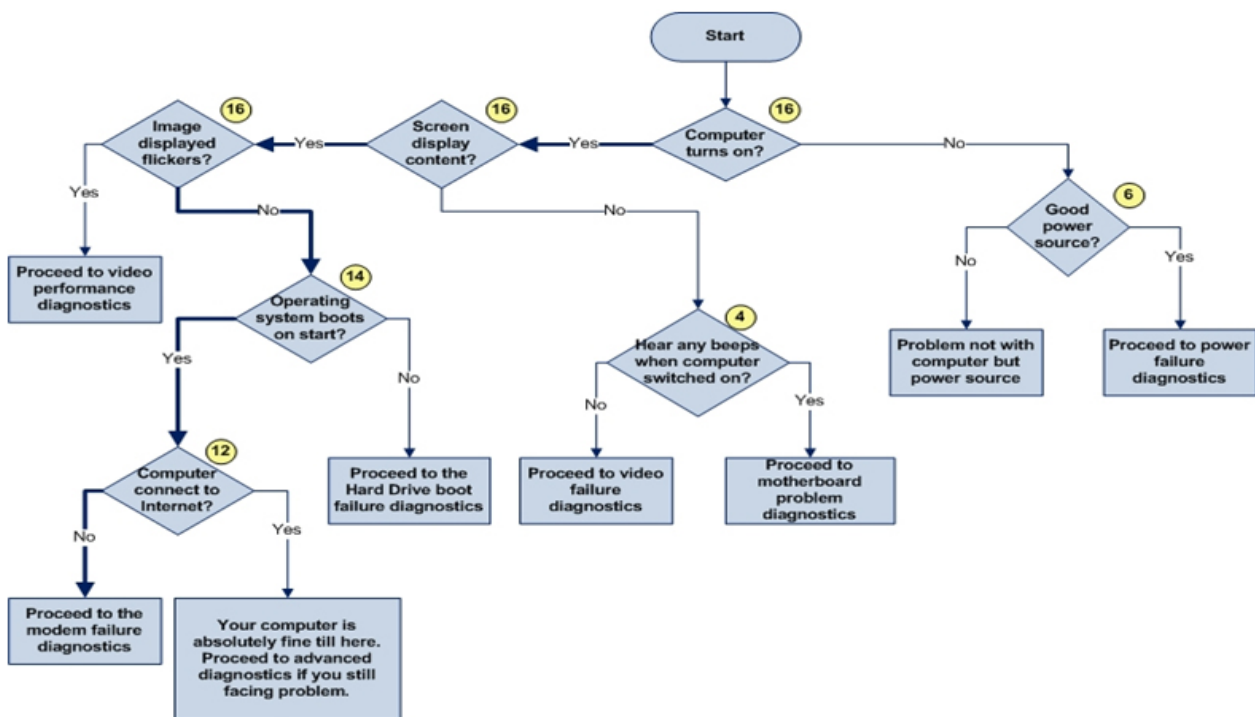 Start
16
Computer
turns on?
Yes
No
16
Screen
display
content?
Yes
No
16
Image
displayed
flickers?
Yes
No
Proceed to video
performance
diagnostics
6
Good
power
source?
No
Yes
Problem not with
computer but
power source
Proceed to power
failure
diagnostics
14
Operating
system boots
on start?
Yes
No
4
Hear any beeps
when computer
switched on?
No
Yes
12
Computer
connect to
Internet?
No
Yes
Proceed to the
Hard Drive boot
failure diagnostics
Proceed to video
failure
diagnostics
Proceed to
motherboard
problem
diagnostics
Proceed to the
modem failure
diagnostics
Your computer is
absolutely fine till here.
Proceed to advanced
diagnostics if you still
facing problem.